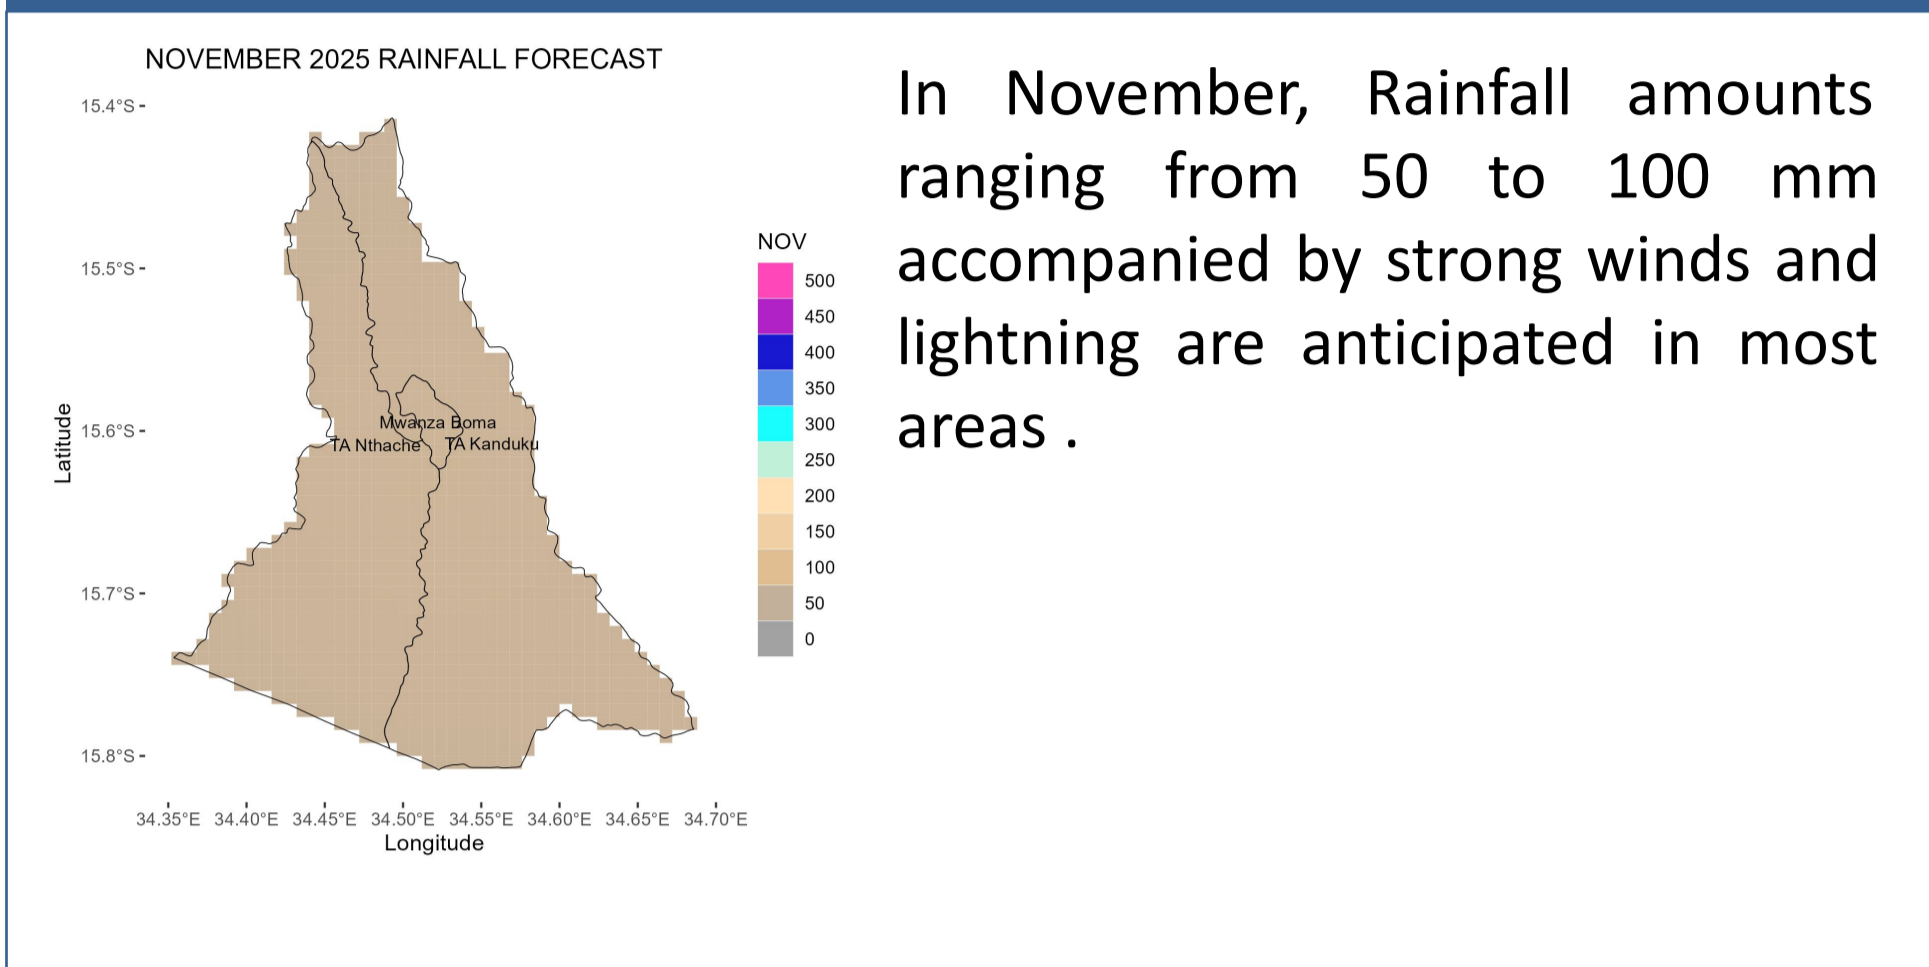 NOVEMBER 2025 RAINFALL FORECAST
15.4°S
15.5°S
15.6°S
15.7°S
15.8°S
Latitude
Mwanza Boma
TA Nthache
TA Kanduku
34.35°E 34.40°E 34.45°E 34.50°E 34.55°E 34.60°E 34.65°E 34.70°E
Longitude
NOV
500
450
400
350
300
250
200
150
100
50
0
In November, Rainfall amounts
ranging from 50 to 100 mm
accompanied by strong winds and
lightning are anticipated in most
areas .